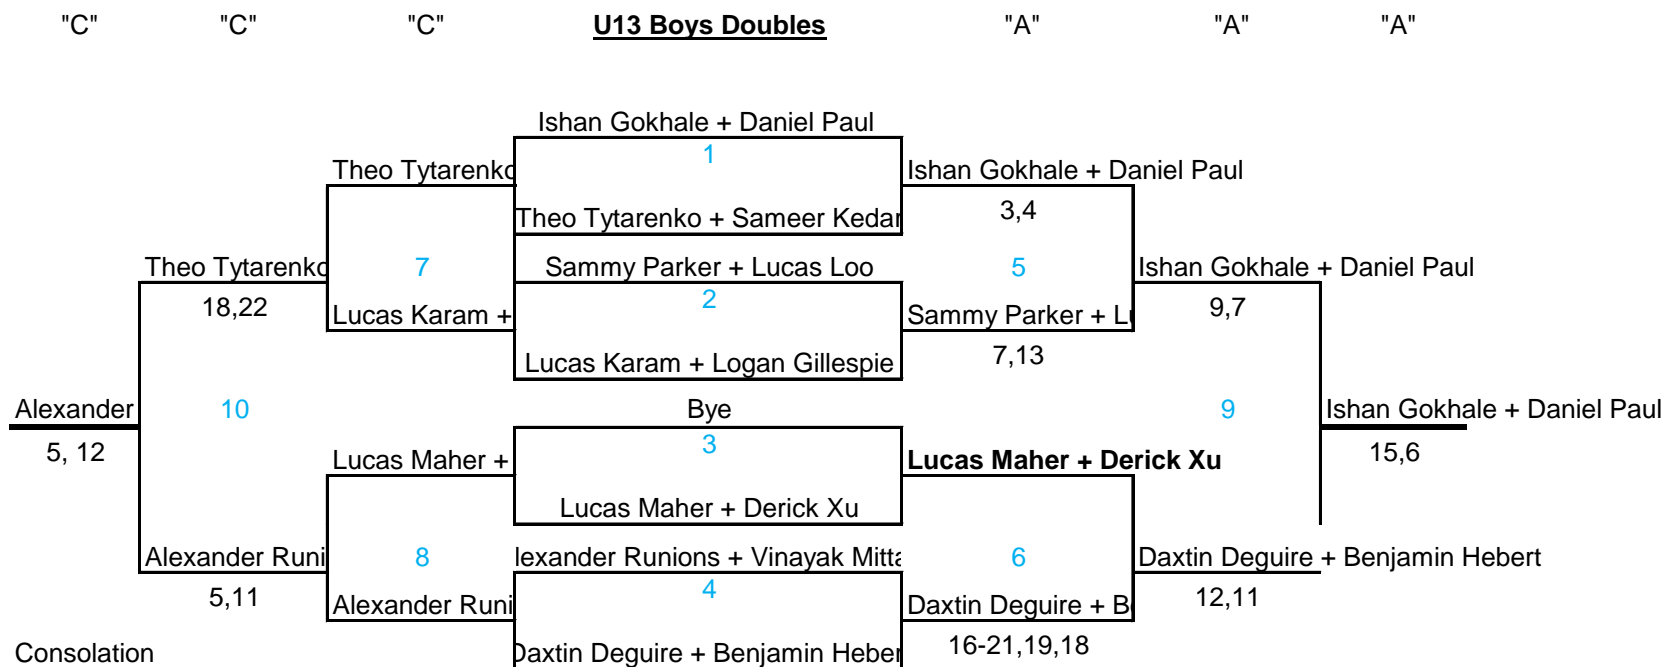 "C" "C" "C" U13 Boys Doubles "A" "A" "A"
Ishan Gokhale + Daniel Paul
1
Theo Tytarenko Ishan Gokhale + Daniel Paul
Theo Tytarenko + Sameer Kedar 3,4
Theo Tytarenko 7 Sammy Parker + Lucas Loo 5 Ishan Gokhale + Daniel Paul
18,22 2 9,7
Lucas Karam + Sammy Parker + Lu
Lucas Karam + Logan Gillespie 7,13
Alexander 10 Bye 9 Ishan Gokhale + Daniel Paul
5, 12 3 15,6
Lucas Maher + Lucas Maher + Derick Xu
Lucas Maher + Derick Xu
Alexander Runi 8 lexander Runions + Vinayak Mitta 6 Daxtin Deguire + Benjamin Hebert
5,11 4 12,11
Alexander Runi Daxtin Deguire + Be
Consolation Daxtin Deguire + Benjamin Heber 16-21,19,18